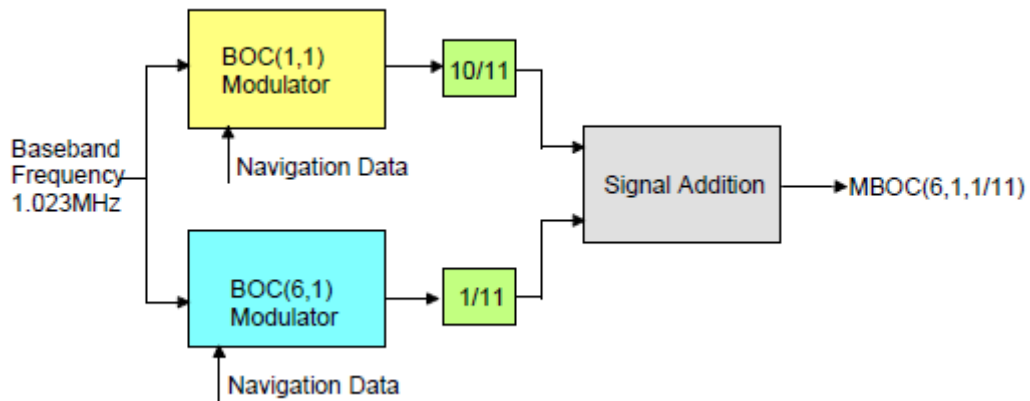 BOC(1,1)
Modulator
10/11
Navigation Data
Baseband
Frequency
1.023MHz
Signal Addition
MBOC(6,1,1/11)
BOC(6,1)
Modulator
1/11
Navigation Data